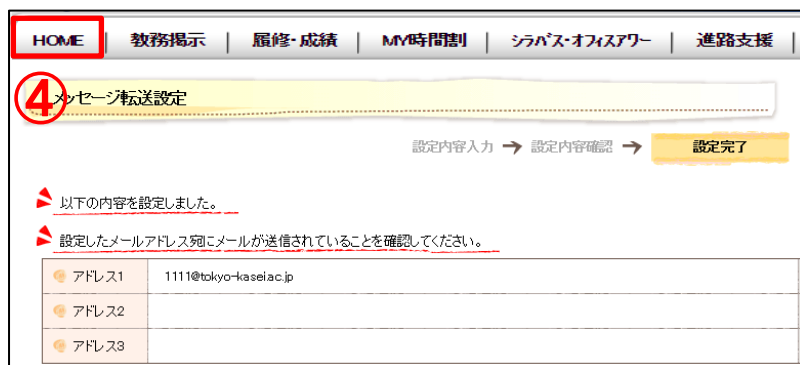 HOME | 教務掲示 | 履修・成績 | MY時間割 | シラバス・オフィスアワー | 進路支援 |
④ メッセージ転送設定
設定内容入力 → 設定内容確認 → 設定完了
以下の内容を設定しました。
設定したメールアドレス宛にメールが送信されていることを確認してください。
アドレス1 1111@tokyo-kasei.ac.jp
アドレス2
アドレス3